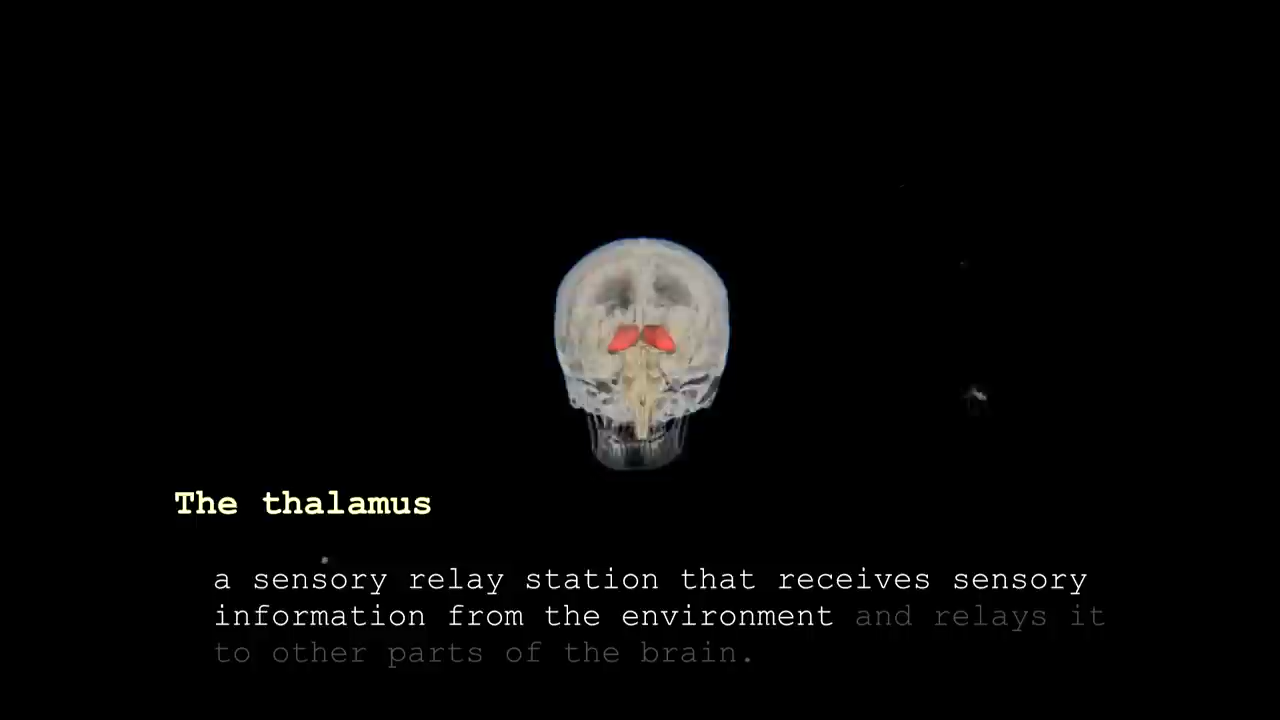 The thalamus
a sensory relay station that receives sensory
information from the environment and relays it
to other parts of the brain.